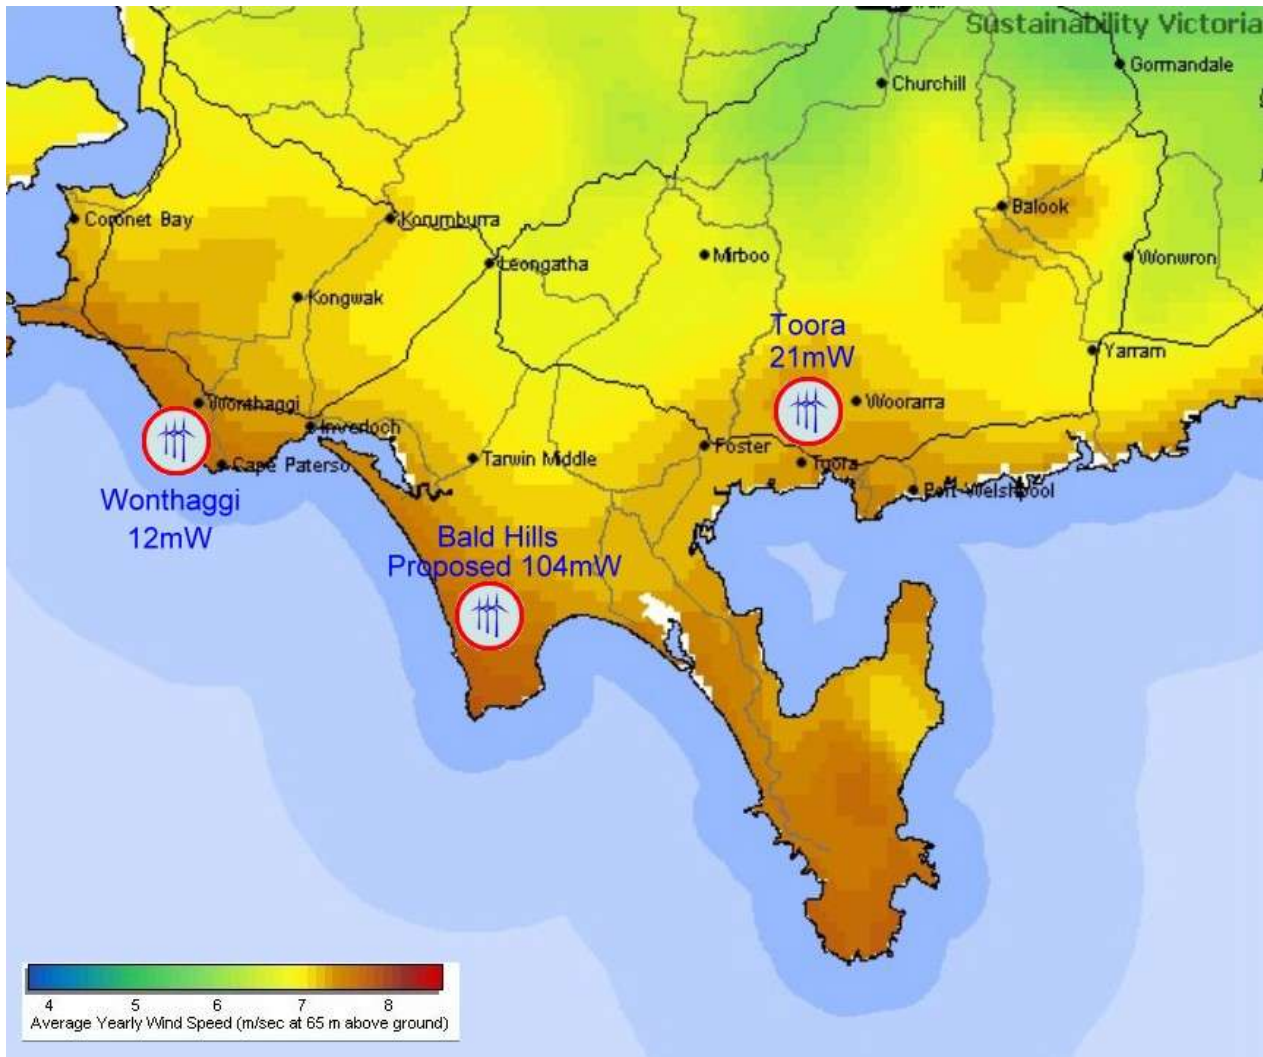 Sustainability Victoria
Gormandale
Churchill
Balook
Coronet Bay
Korumburra
Leongatha
Mirboo
Wonwron
Kongwak
Toora
21mW
Yarram
Wonthaggi
Woorarra
Inverloch
Foster
Cape Paterso
Tarwin Middle
Toora
Port Welshpool
Wonthaggi
12mW
Bald Hills
Proposed 104mW
4 5 6 7 8
Average Yearly Wind Speed (m/sec at 65 m above ground)